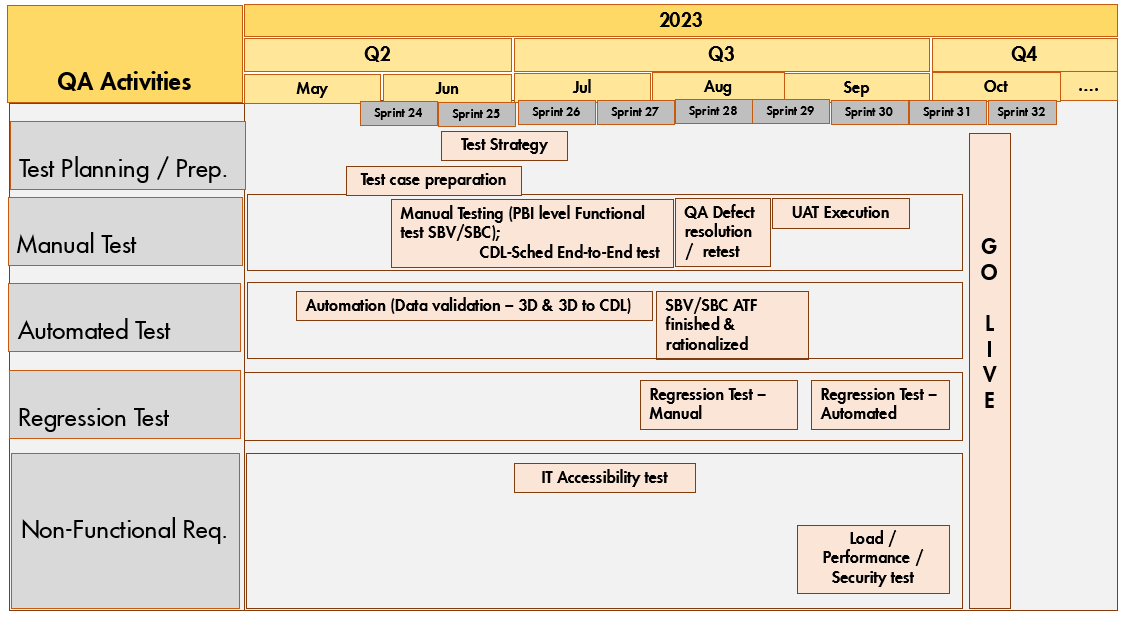 2023
QA Activities
Q2
Q3
Q4
May
Jun
Jul
Aug
Sep
Oct
....
Sprint 24
Sprint 25
Sprint 26
Sprint 27
Sprint 28
Sprint 29
Sprint 30
Sprint 31
Sprint 32
Test Planning / Prep.
Test Strategy
Test case preparation
Manual Test
Manual Testing (PBI level Functional
test SBV/SBC);
CDL-Sched End-to-End test
QA Defect
resolution
/ retest
UAT Execution
Automated Test
Automation (Data validation – 3D & 3D to CDL)
SBV/SBC ATF
finished &
rationalized
Regression Test
Regression Test –
Manual
Regression Test –
Automated
Non-Functional Req.
IT Accessibility test
Load /
Performance /
Security test
G
O
L
I
V
E